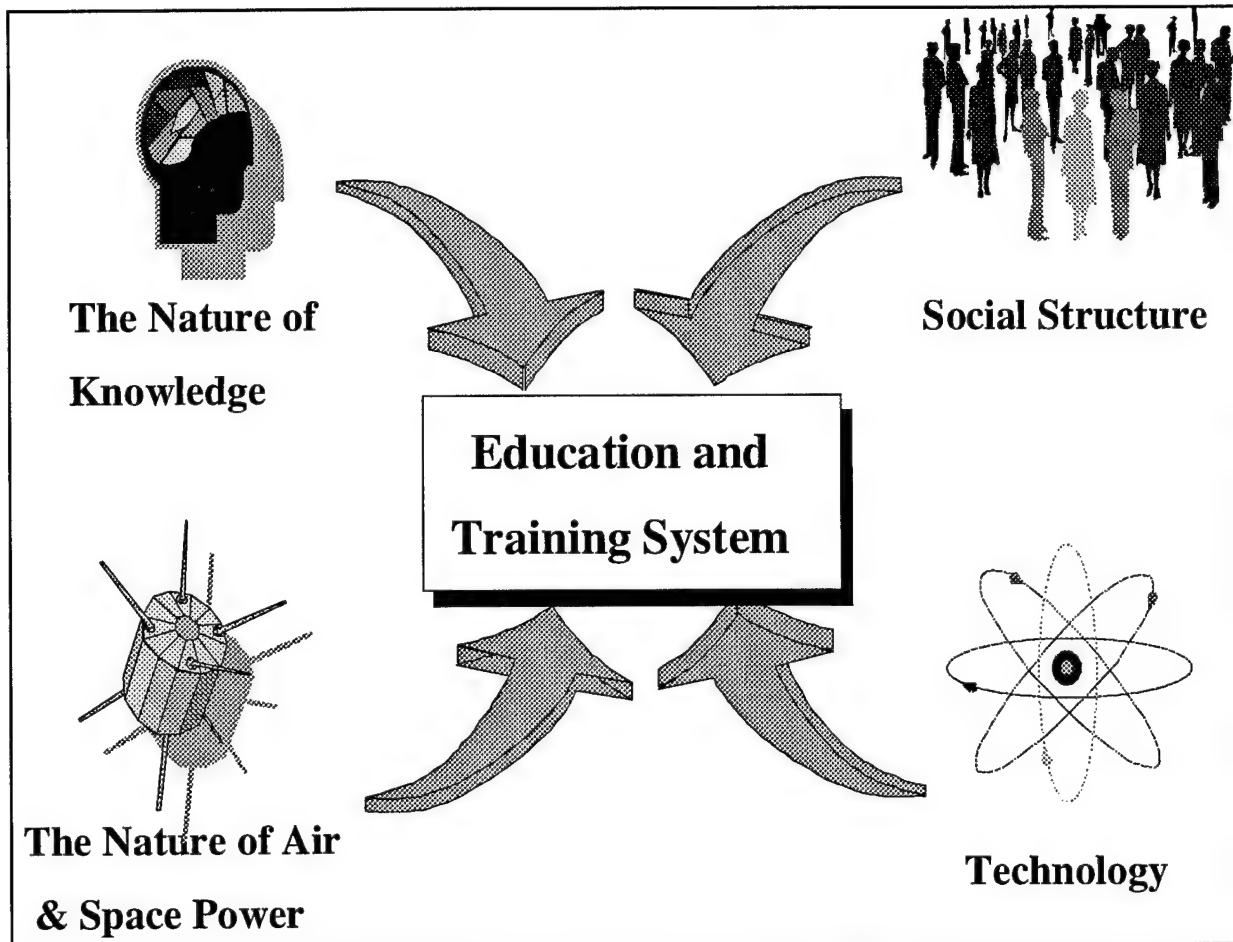 The Nature of
Knowledge
Social Structure
Education and
Training System
The Nature of Air
& Space Power
Technology